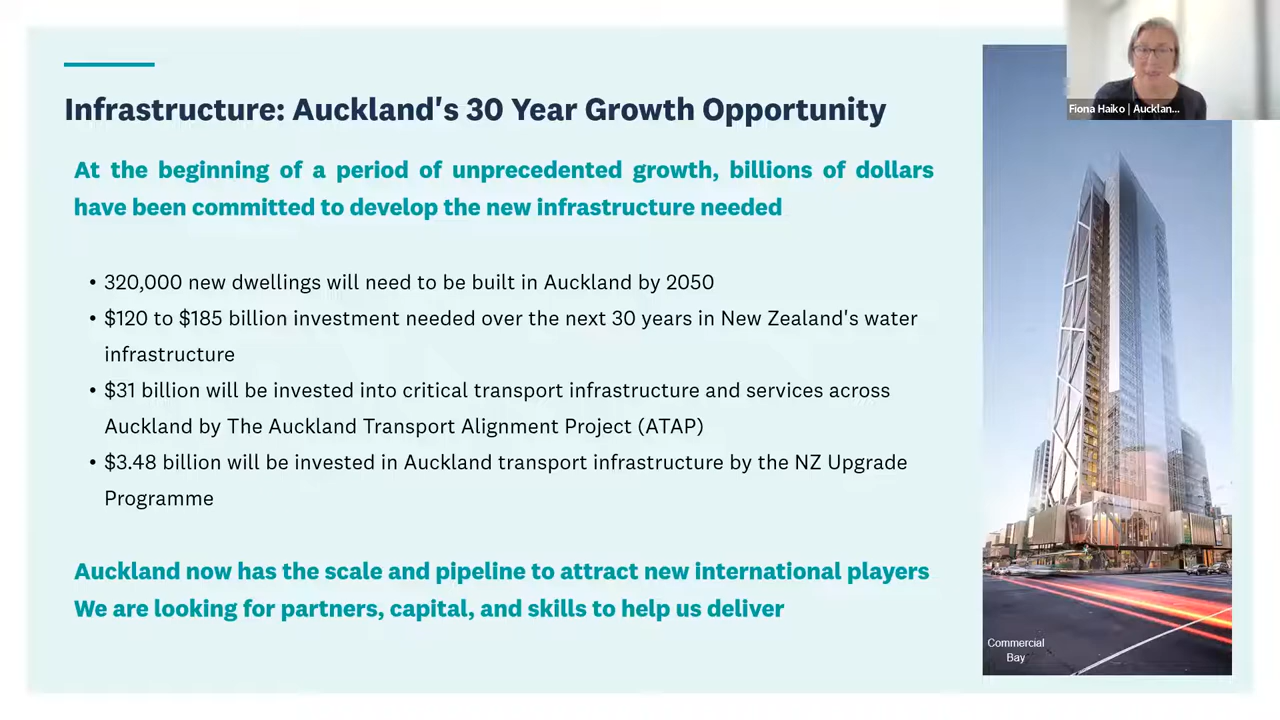 Infrastructure: Auckland's 30 Year Growth Opportunity
At the beginning of a period of unprecedented growth, billions of dollars
have been committed to develop the new infrastructure needed
• 320,000 new dwellings will need to be built in Auckland by 2050
• $120 to $185 billion investment needed over the next 30 years in New Zealand's water
infrastructure
• $31 billion will be invested into critical transport infrastructure and services across
Auckland by The Auckland Transport Alignment Project (ATAP)
• $3.48 billion will be invested in Auckland transport infrastructure by the NZ Upgrade
Programme
Auckland now has the scale and pipeline to attract new international players
We are looking for partners, capital, and skills to help us deliver
Fiona Haiko | Aucklan...
Commercial
Bay